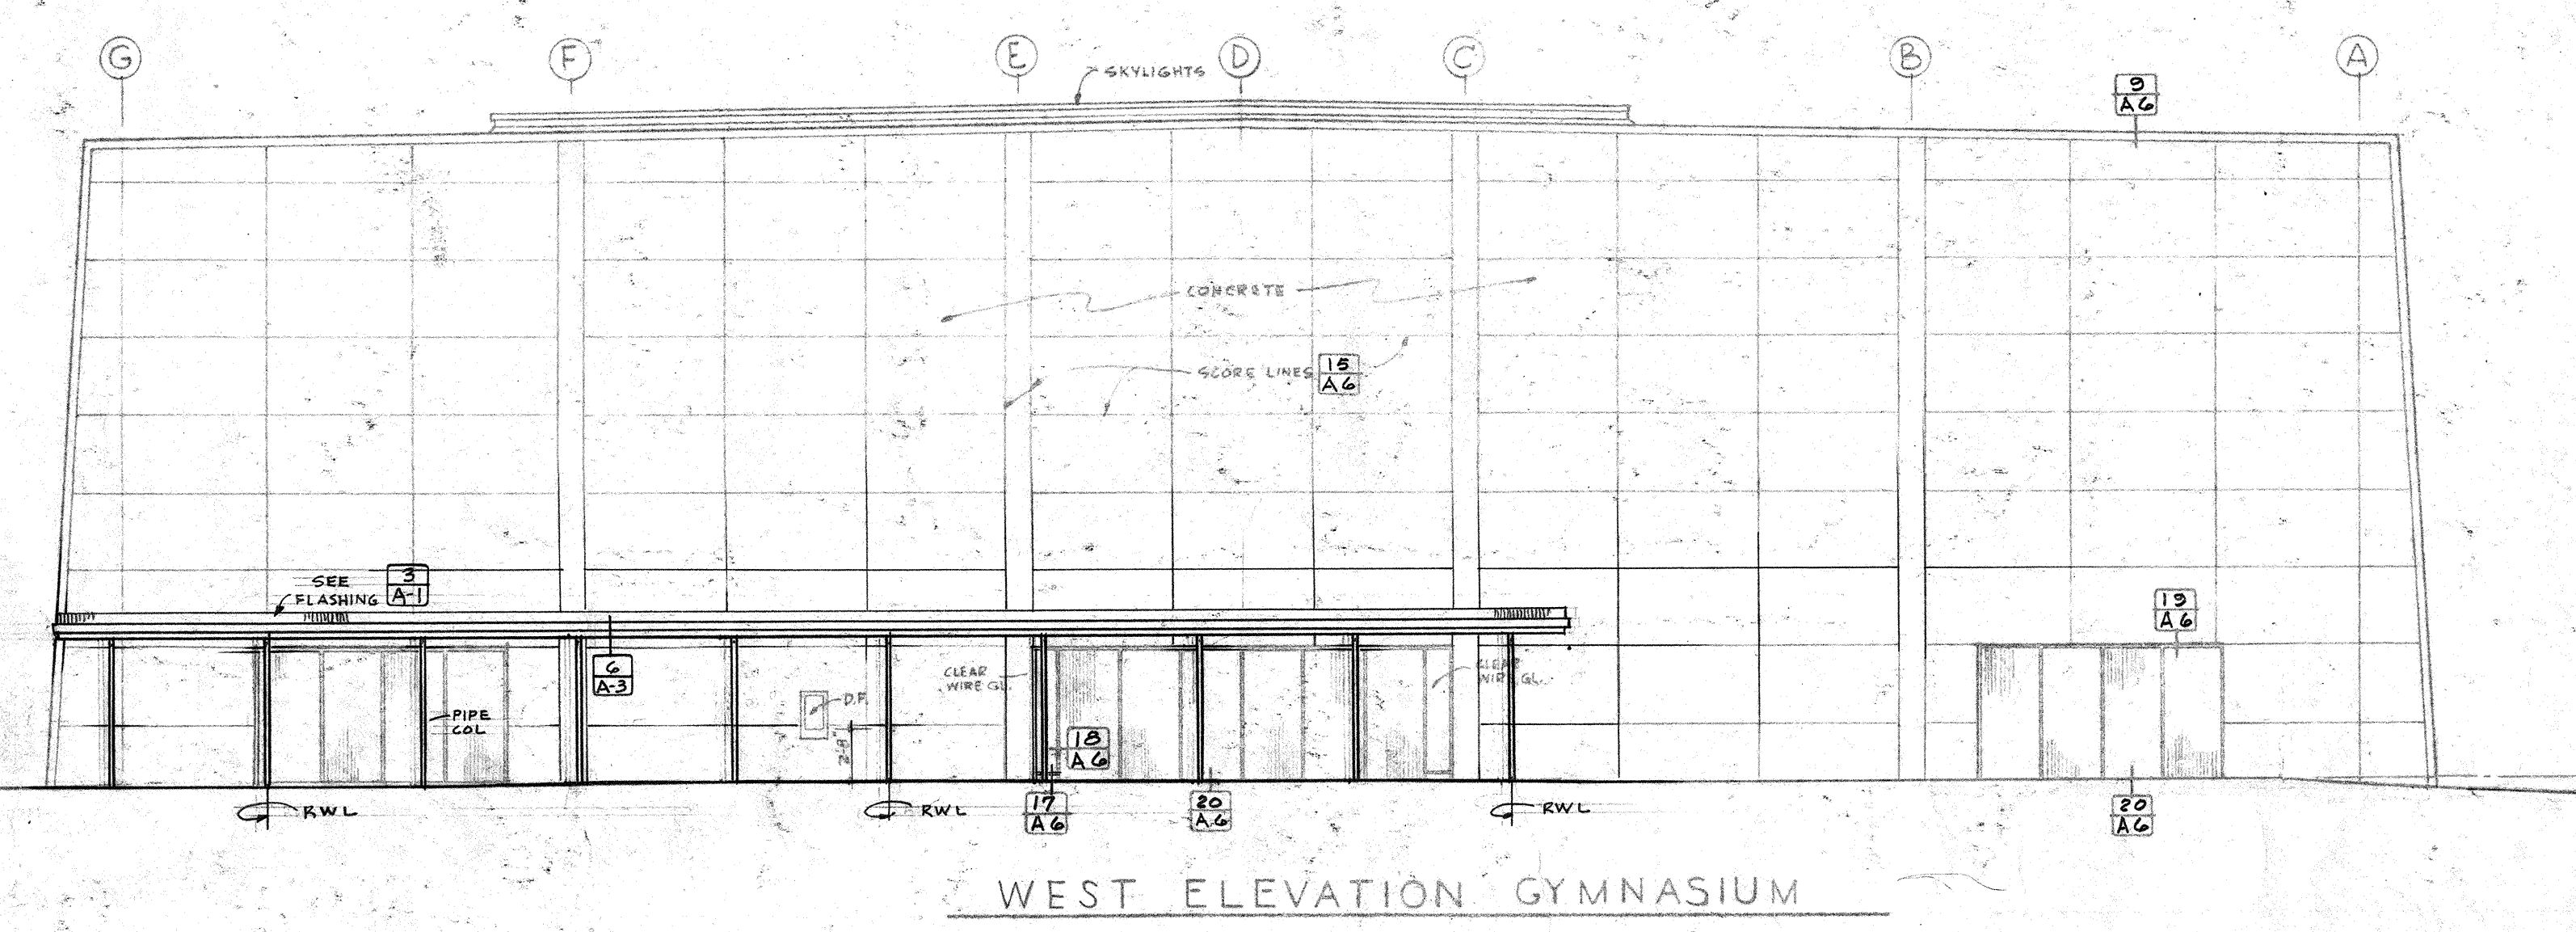 G F E D C B A
SKYLIGHTS
9
A6
CONCRETE
SCORE LINES
15
A6
SEE
FLASHING
3
A-1
19
A6
6
A-3
CLEAR
WIRE GL.
CLEAR
WIRE GL.
D.F.
PIPE
COL
2'-8"
18
A6
RWL
RWL
17
A6
20
A6
RWL
20
A6
WEST ELEVATION GYMNASIUM